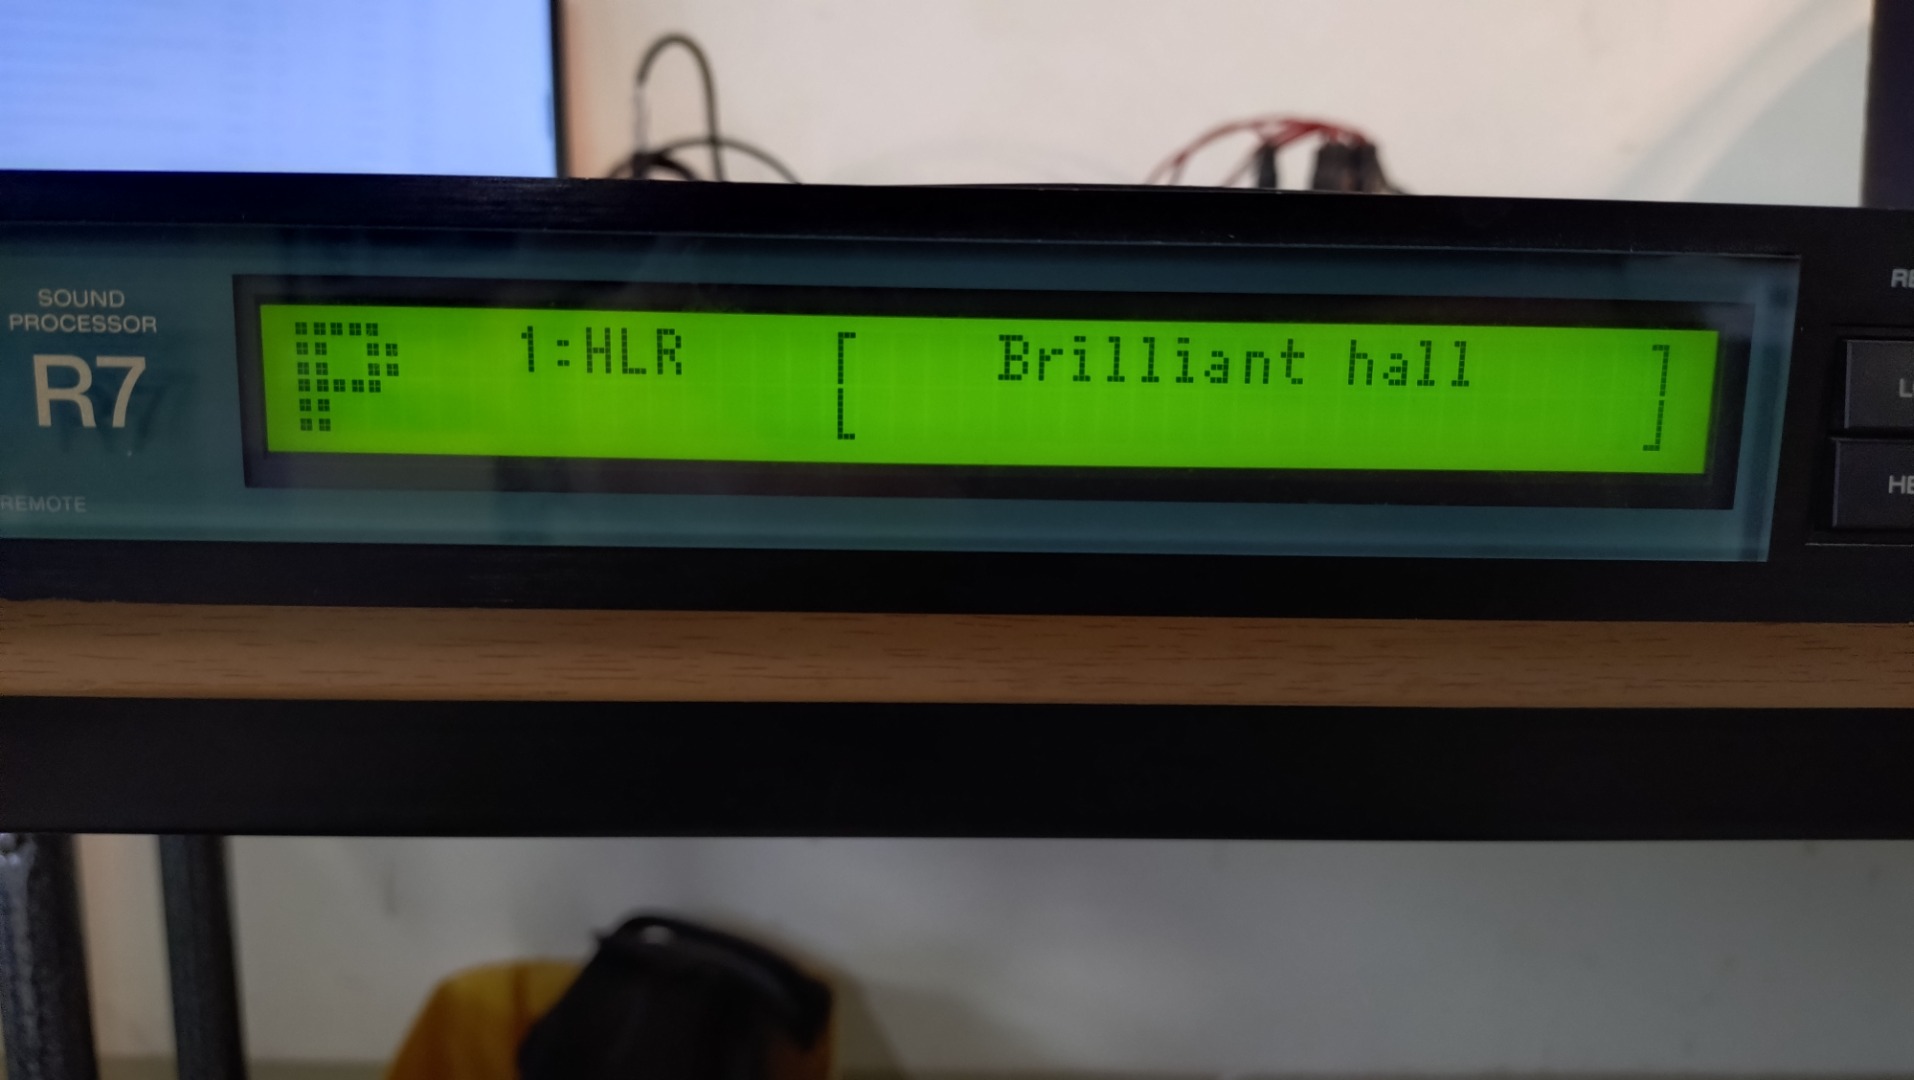 SOUND
PROCESSOR
R7
REMOTE
P 1:HLR [ Brilliant hall ]